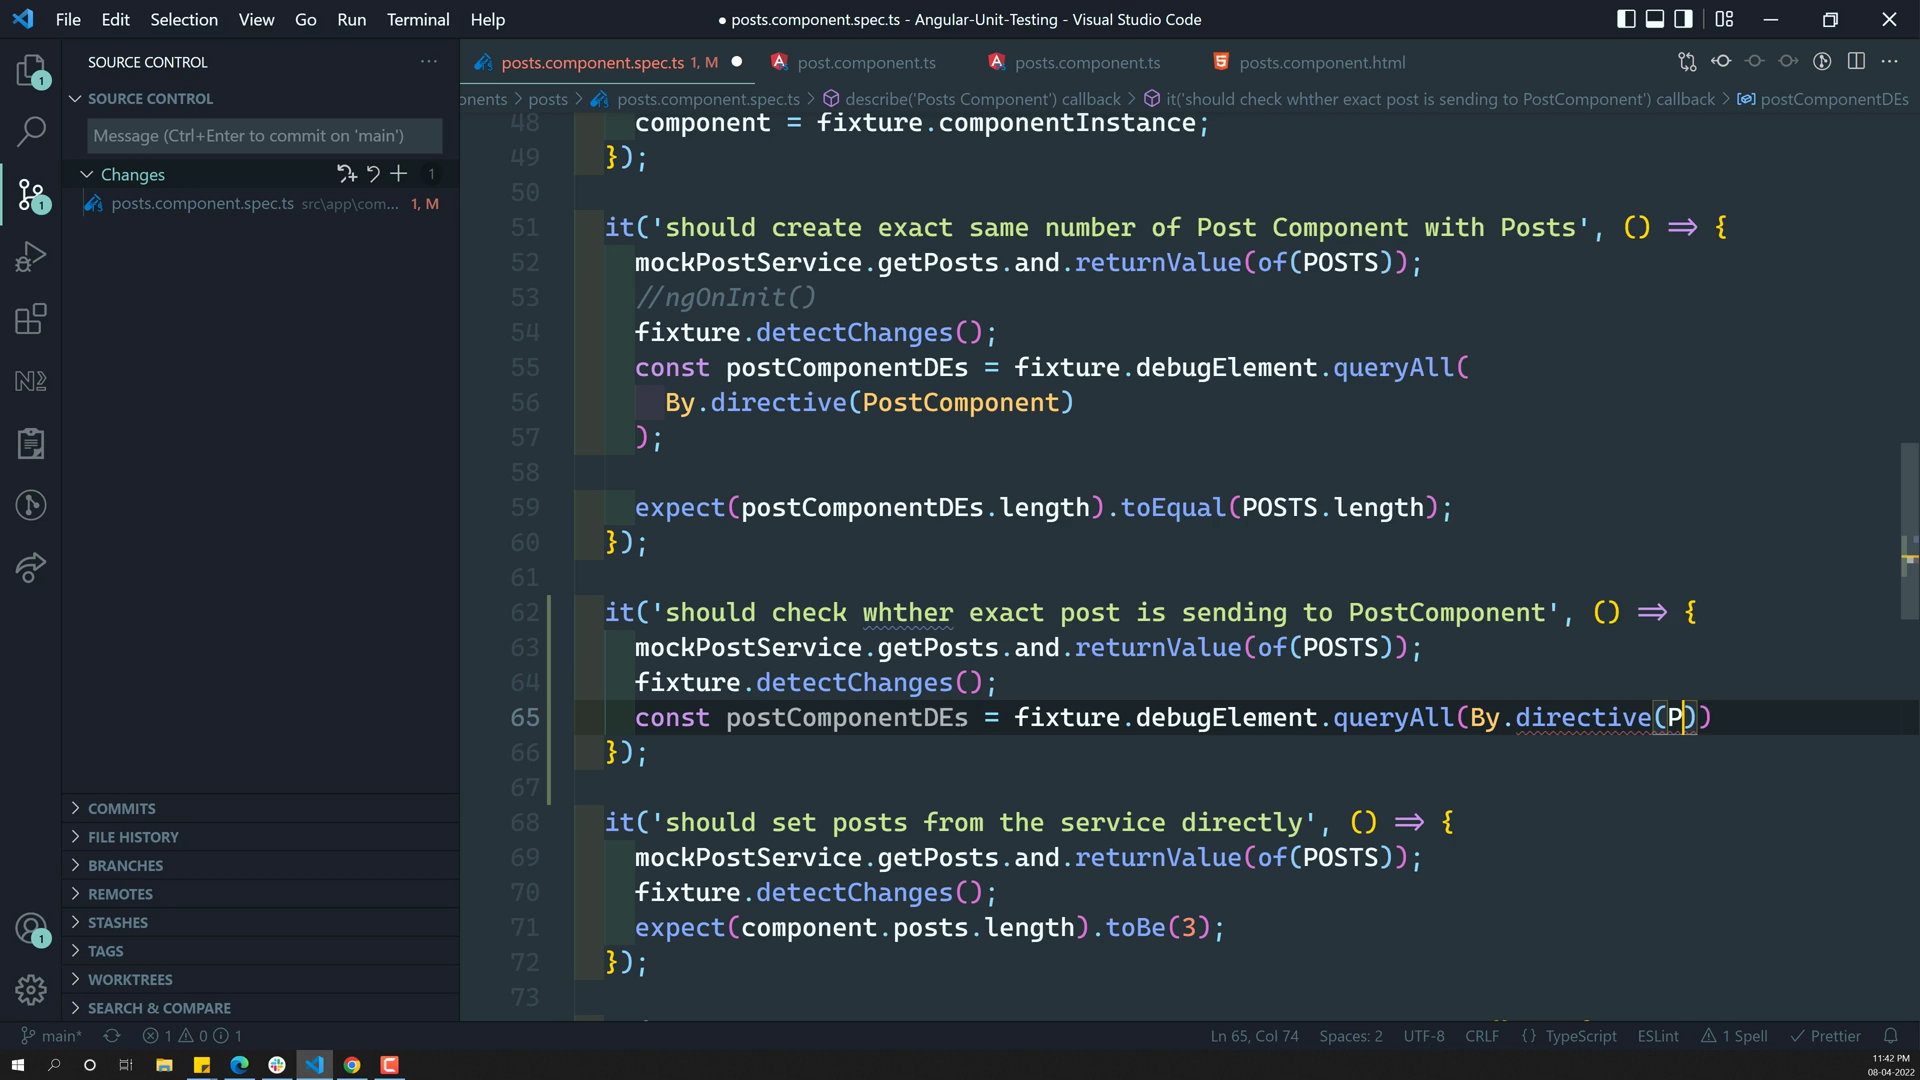 File Edit Selection View Go Run Terminal Help
● posts.component.spec.ts - Angular-Unit-Testing - Visual Studio Code
SOURCE CONTROL
posts.component.spec.ts 1, M
post.component.ts
posts.component.ts
posts.component.html
SOURCE CONTROL
onents > posts > posts.component.spec.ts > describe('Posts Component') callback > it('should check whther exact post is sending to PostComponent') callback > postComponentDEs
Message (Ctrl+Enter to commit on 'main')
Changes 1
posts.component.spec.ts src\app\com... 1, M
COMMITS
FILE HISTORY
BRANCHES
REMOTES
STASHES
TAGS
WORKTREES
SEARCH & COMPARE
48 component = fixture.componentInstance;
49 });
50
51 it('should create exact same number of Post Component with Posts', () => {
52 mockPostService.getPosts.and.returnValue(of(POSTS));
53 //ngOnInit()
54 fixture.detectChanges();
55 const postComponentDEs = fixture.debugElement.queryAll(
56 By.directive(PostComponent)
57 );
58
59 expect(postComponentDEs.length).toEqual(POSTS.length);
60 });
61
62 it('should check whther exact post is sending to PostComponent', () => {
63 mockPostService.getPosts.and.returnValue(of(POSTS));
64 fixture.detectChanges();
65 const postComponentDEs = fixture.debugElement.queryAll(By.directive(P))
66 });
67
68 it('should set posts from the service directly', () => {
69 mockPostService.getPosts.and.returnValue(of(POSTS));
70 fixture.detectChanges();
71 expect(component.posts.length).toBe(3);
72 });
73
main* 1 0 1
Ln 65, Col 74 Spaces: 2 UTF-8 CRLF {} TypeScript ESLint 1 Spell Prettier
11:42 PM
08-04-2022